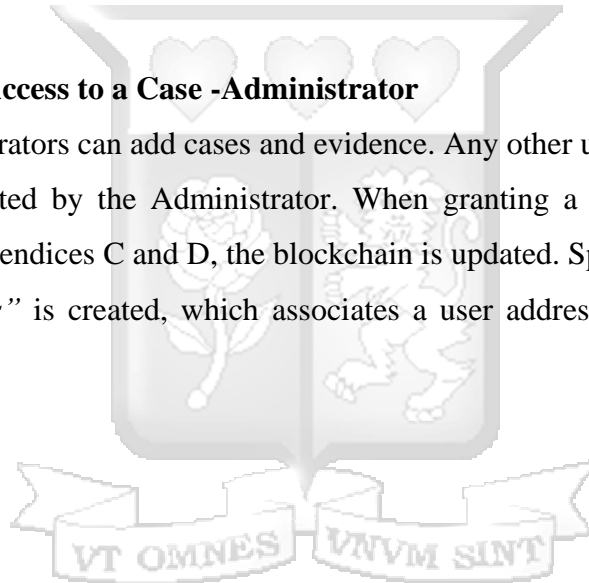 ccess to a Case -Administrator
rators can add cases and evidence. Any other u
ted by the Administrator. When granting a
endices C and D, the blockchain is updated. Sp
” is created, which associates a user addres
VT OMNES VNVM SINT